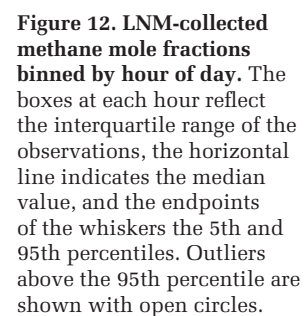 Figure 12. LNM-collected
methane mole fractions
binned by hour of day. The
boxes at each hour reflect
the interquartile range of the
observations, the horizontal
line indicates the median
value, and the endpoints
of the whiskers the 5th and
95th percentiles. Outliers
above the 95th percentile are
shown with open circles.